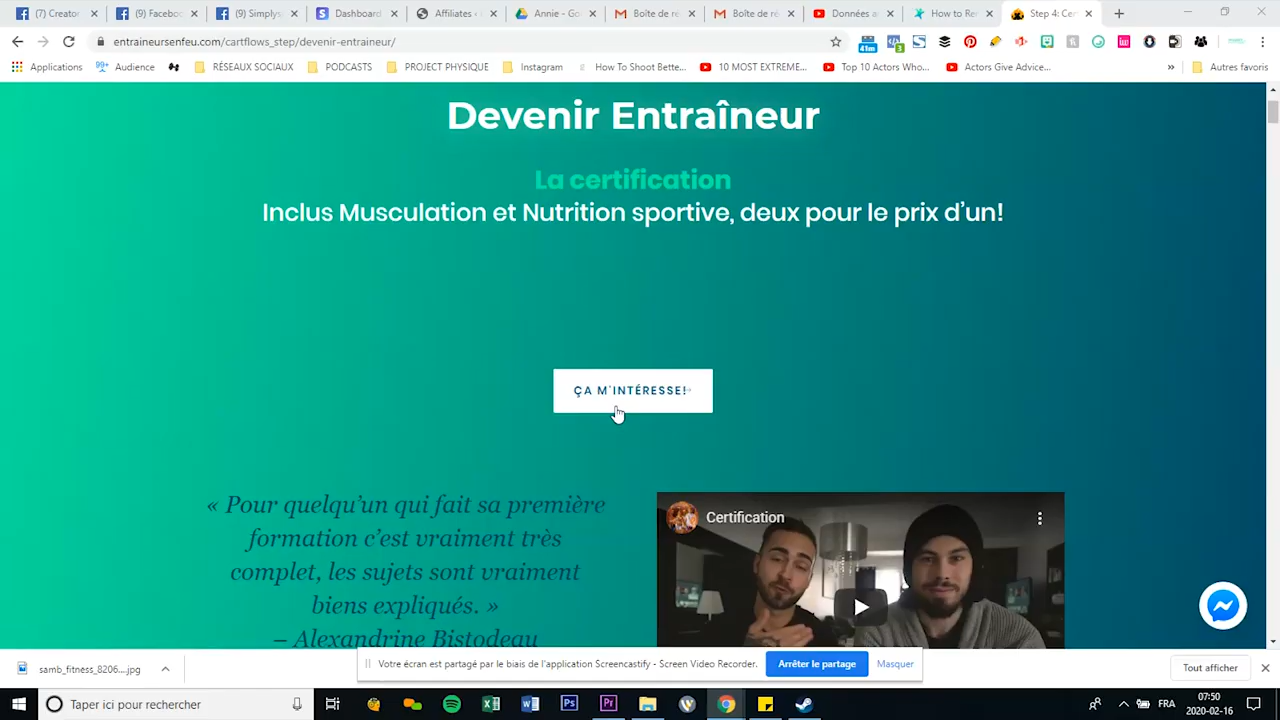 (7) Creator
(9) Faceboo
(9) Simplys
Dashboard
Affiliates
Annie - Go
Boîte de ré
Boîte de ré
Données a
How to Re
Step 4: Cer
entraineursenfeu.com/cartflows_step/devenir-entraineur/
41m
3
Applications
Audience
RÉSEAUX SOCIAUX
PODCASTS
PROJECT PHYSIQUE
Instagram
How To Shoot Bette...
10 MOST EXTREME...
Top 10 Actors Who...
Actors Give Advice...
»
Autres favoris
Devenir Entraîneur
La certification
Inclus Musculation et Nutrition sportive, deux pour le prix d'un!
ÇA M'INTÉRESSE!
« Pour quelqu'un qui fait sa première
formation c'est vraiment très
complet, les sujets sont vraiment
biens expliqués. »
– Alexandrine Bistodeau
Certification
samb_fitness_8206....jpg
Votre écran est partagé par le biais de l'application Screencastify - Screen Video Recorder.
Arrêter le partage
Masquer
Tout afficher
Taper ici pour rechercher
FRA
07:50
2020-02-16